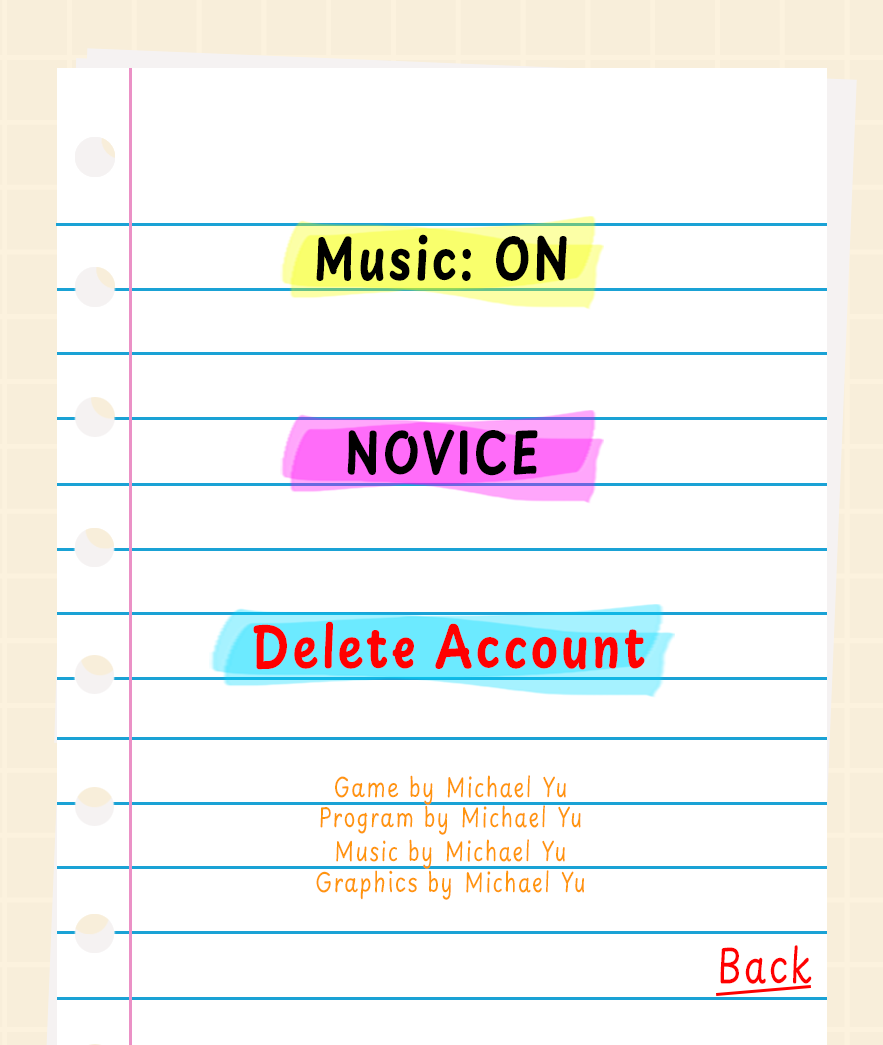 Music: ON
NOVICE
Delete Account
Game by Michael Yu
Program by Michael Yu
Music by Michael Yu
Graphics by Michael Yu
Back